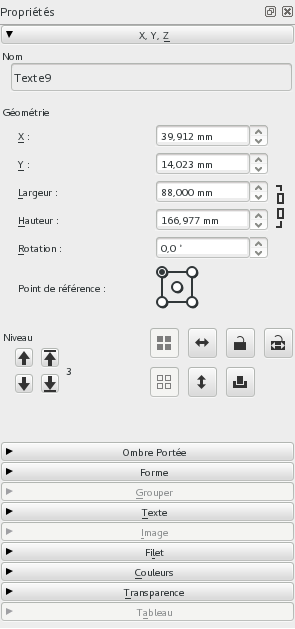 Propriétés
X, Y, Z
Nom
Texte9
Géométrie
X : 39,912 mm
Y : 14,023 mm
Largeur : 88,000 mm
Hauteur : 166,977 mm
Rotation : 0,0 °
Point de référence :
Niveau
3
Ombre Portée
Forme
Grouper
Texte
Image
Filet
Couleurs
Transparence
Tableau